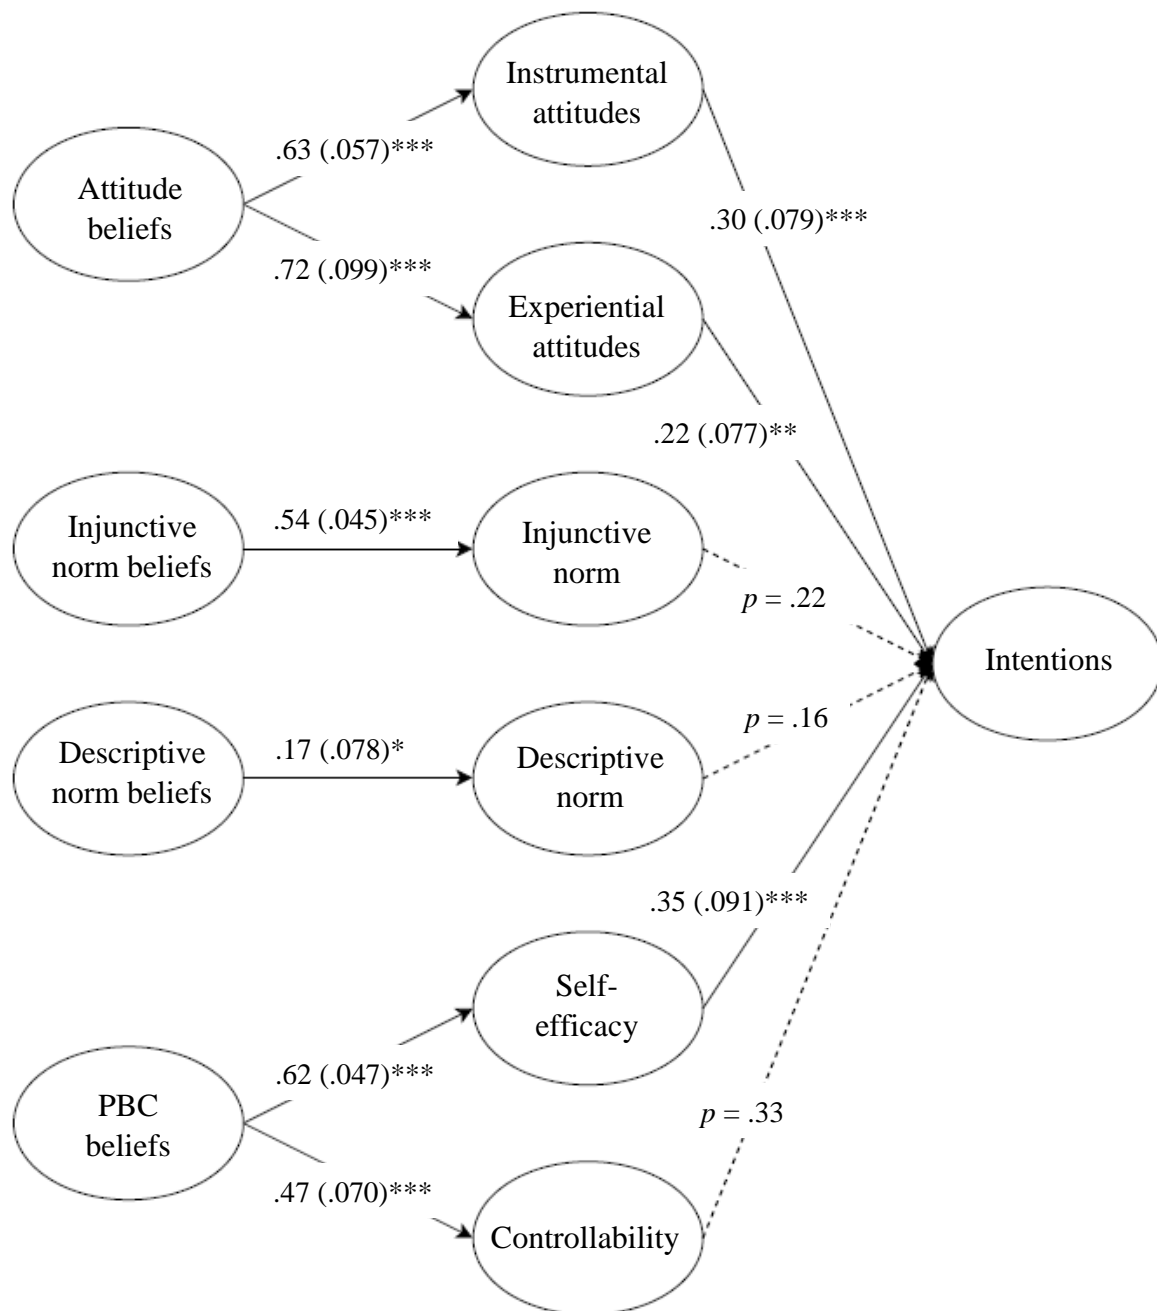 Instrumental
attitudes
.63 (.057)***
Attitude
beliefs
.30 (.079)***
.72 (.099)***
Experiential
attitudes
.22 (.077)**
Injunctive
norm beliefs
.54 (.045)***
Injunctive
norm
p = .22
Intentions
Descriptive
norm beliefs
.17 (.078)*
Descriptive
norm
p = .16
.35 (.091)***
Self-
efficacy
.62 (.047)***
PBC
beliefs
p = .33
.47 (.070)***
Controllability